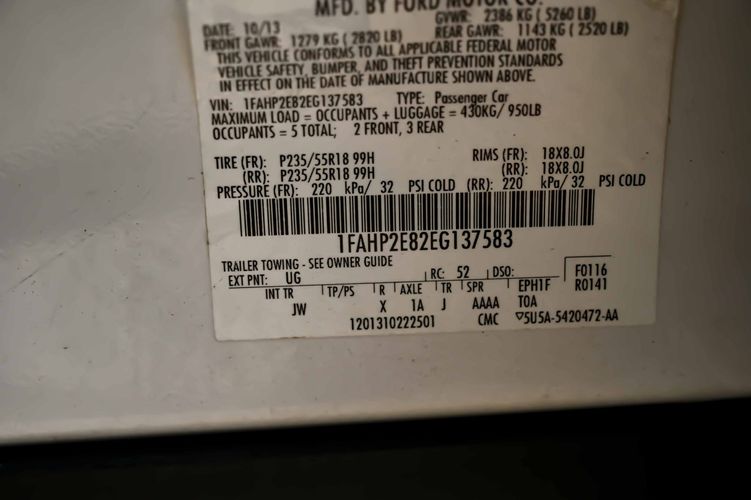 MFD. BY FORD MOTOR CO.
DATE: 10/13 GVWR: 2386 KG ( 5260 LB)
FRONT GAWR: 1279 KG ( 2820 LB) REAR GAWR: 1143 KG ( 2520 LB)
THIS VEHICLE CONFORMS TO ALL APPLICABLE FEDERAL MOTOR
VEHICLE SAFETY, BUMPER, AND THEFT PREVENTION STANDARDS
IN EFFECT ON THE DATE OF MANUFACTURE SHOWN ABOVE.
VIN: 1FAHP2E82EG137583 TYPE: Passenger Car
MAXIMUM LOAD = OCCUPANTS + LUGGAGE = 430KG/ 950LB
OCCUPANTS = 5 TOTAL; 2 FRONT, 3 REAR
TIRE (FR): P235/55R18 99H RIMS (FR): 18X8.0J
(RR): P235/55R18 99H (RR): 18X8.0J
PRESSURE (FR): 220 kPa/ 32 PSI COLD (RR): 220 kPa/ 32 PSI COLD
1FAHP2E82EG137583
TRAILER TOWING - SEE OWNER GUIDE
EXT PNT: UG RC: 52 DSO: F0116
INT TR TP/PS R AXLE TR SPR EPH1F R0141
JW X 1A J AAAA T0A
1201310222501 CMC 5U5A-5420472-AA